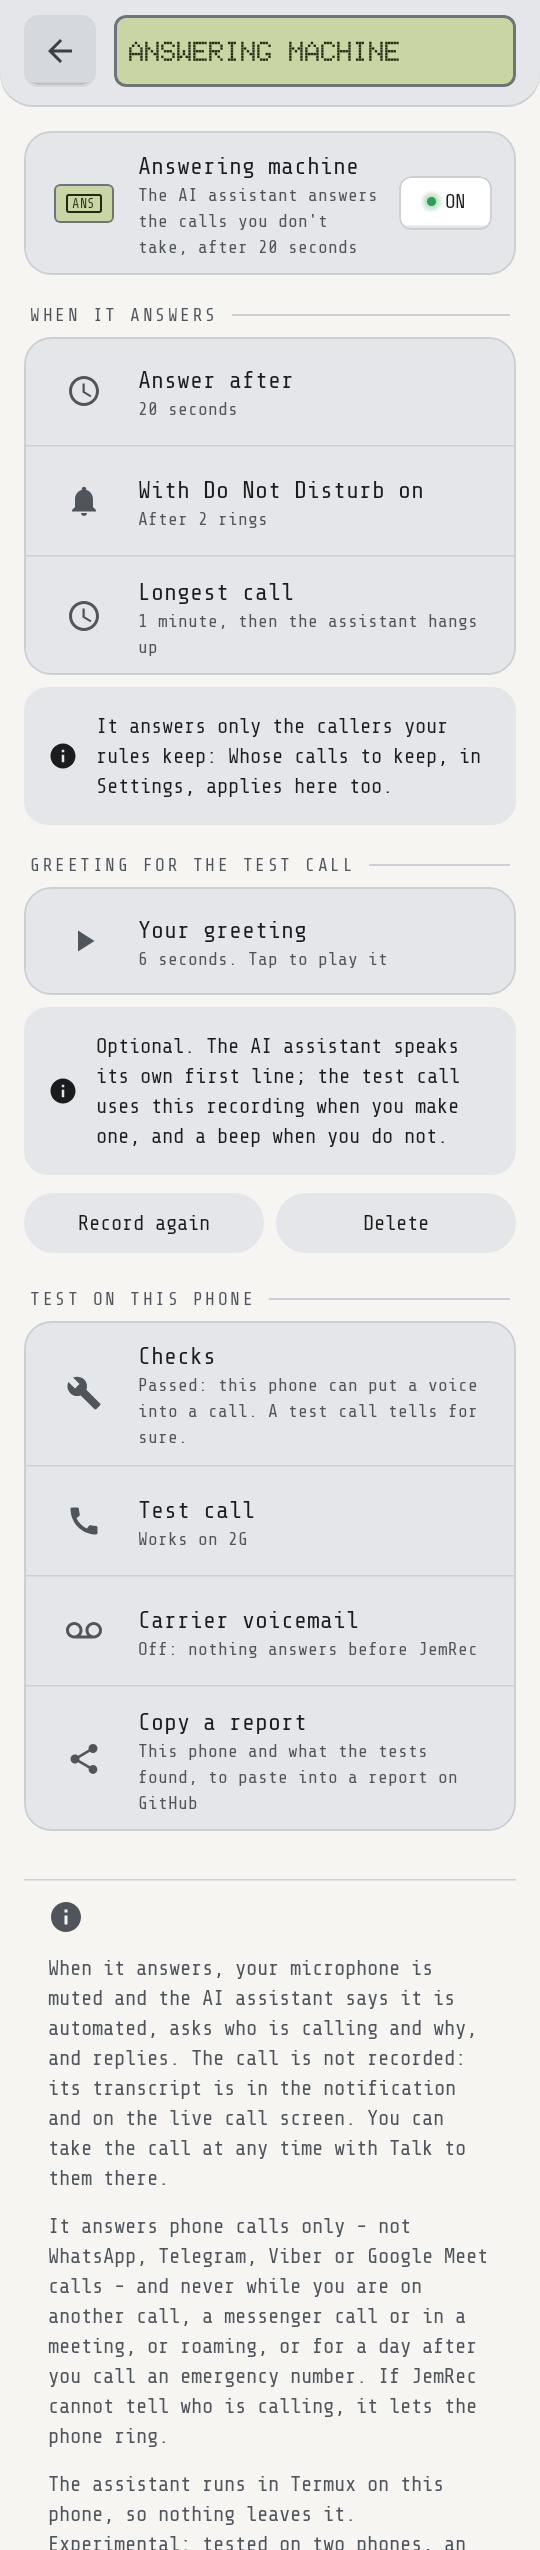 ANSWERING MACHINE
Answering machine
The AI assistant answers
the calls you don't
take, after 20 seconds
ANS
ON
WHEN IT ANSWERS
Answer after
20 seconds
With Do Not Disturb on
After 2 rings
Longest call
1 minute, then the assistant hangs
up
It answers only the callers your
rules keep: Whose calls to keep, in
Settings, applies here too.
GREETING FOR THE TEST CALL
Your greeting
6 seconds. Tap to play it
Optional. The AI assistant speaks
its own first line; the test call
uses this recording when you make
one, and a beep when you do not.
Record again
Delete
TEST ON THIS PHONE
Checks
Passed: this phone can put a voice
into a call. A test call tells for
sure.
Test call
Works on 2G
Carrier voicemail
Off: nothing answers before JemRec
Copy a report
This phone and what the tests
found, to paste into a report on
GitHub
When it answers, your microphone is
muted and the AI assistant says it is
automated, asks who is calling and why,
and replies. The call is not recorded:
its transcript is in the notification
and on the live call screen. You can
take the call at any time with Talk to
them there.
It answers phone calls only - not
WhatsApp, Telegram, Viber or Google Meet
calls - and never while you are on
another call, a messenger call or in a
meeting, or roaming, or for a day after
you call an emergency number. If JemRec
cannot tell who is calling, it lets the
phone ring.
The assistant runs in Termux on this
phone, so nothing leaves it.
Experimental: tested on two phones, an